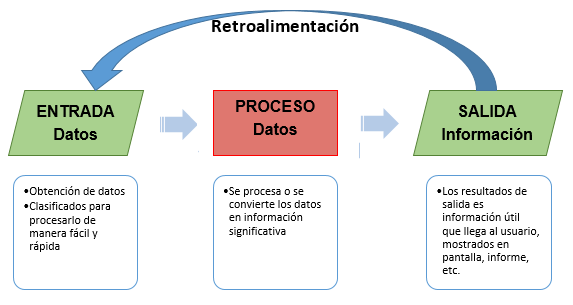 Retroalimentación
ENTRADA
Datos
PROCESO
Datos
SALIDA
Información
•Obtención de datos
•Clasificados para
procesarlo de
manera fácil y
rápida
•Se procesa o se
convierte los datos
en información
significativa
•Los resultados de
salida es
información útil
que llega al usuario,
mostrados en
pantalla, informe,
etc.